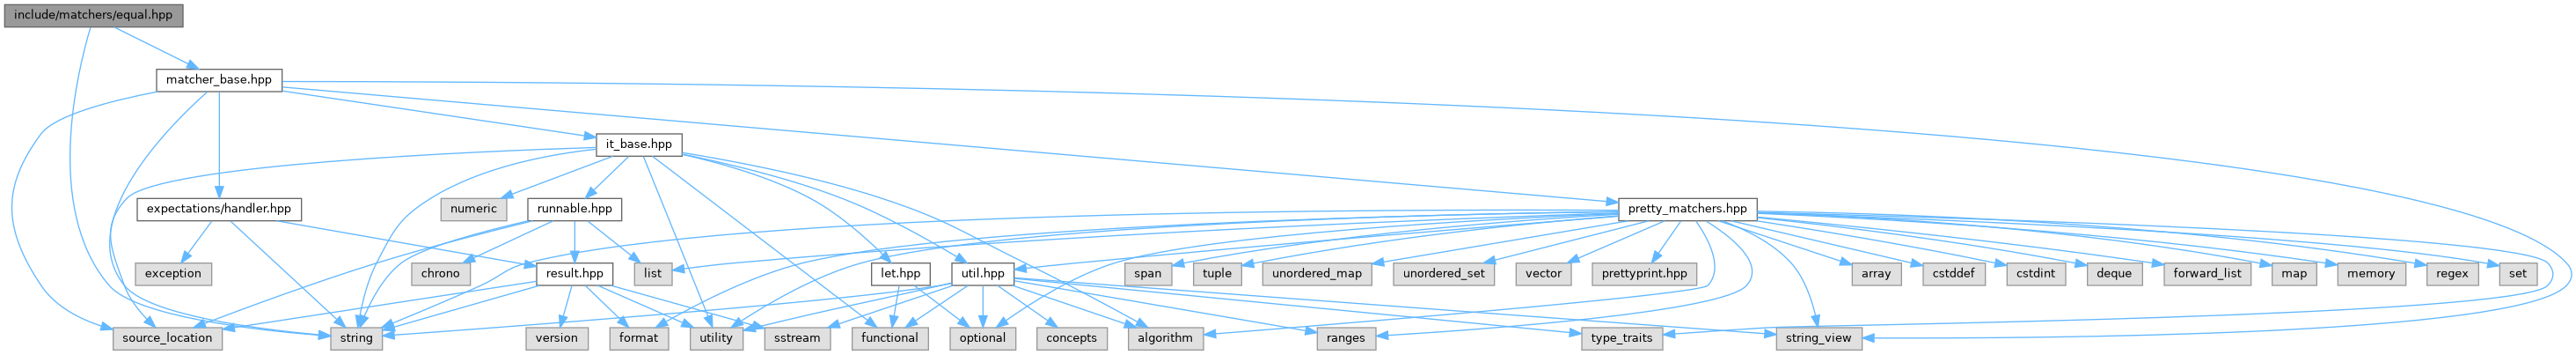 include/matchers/equal.hpp
matcher_base.hpp
it_base.hpp
expectations/handler.hpp
numeric
runnable.hpp
pretty_matchers.hpp
exception
chrono
result.hpp
list
let.hpp
util.hpp
span
tuple
unordered_map
unordered_set
vector
prettyprint.hpp
array
cstddef
cstdint
deque
forward_list
map
memory
regex
set
source_location
string
version
format
utility
sstream
functional
optional
concepts
algorithm
ranges
type_traits
string_view